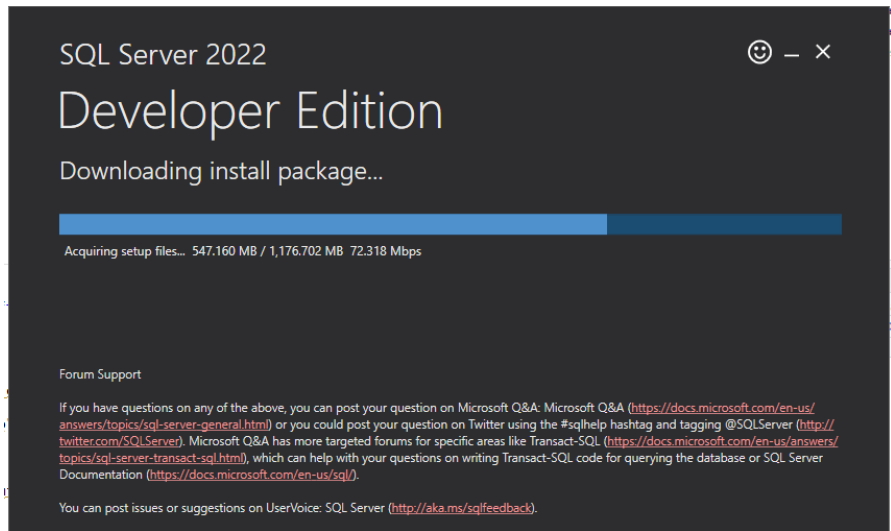 SQL Server 2022
Developer Edition
Downloading install package...
Acquiring setup files... 547.160 MB / 1,176.702 MB 72.318 Mbps
Forum Support
If you have questions on any of the above, you can post your question on Microsoft Q&A: Microsoft Q&A (https://docs.microsoft.com/en-us/
answers/topics/sql-server-general.html) or you could post your question on Twitter using the #sqlhelp hashtag and tagging @SQLServer (http://
twitter.com/SQLServer). Microsoft Q&A has more targeted forums for specific areas like Transact-SQL (https://docs.microsoft.com/en-us/answers/
topics/sql-server-transact-sql.html), which can help with your questions on writing Transact-SQL code for querying the database or SQL Server
Documentation (https://docs.microsoft.com/en-us/sql/).
You can post issues or suggestions on UserVoice: SQL Server (http://aka.ms/sqlfeedback).